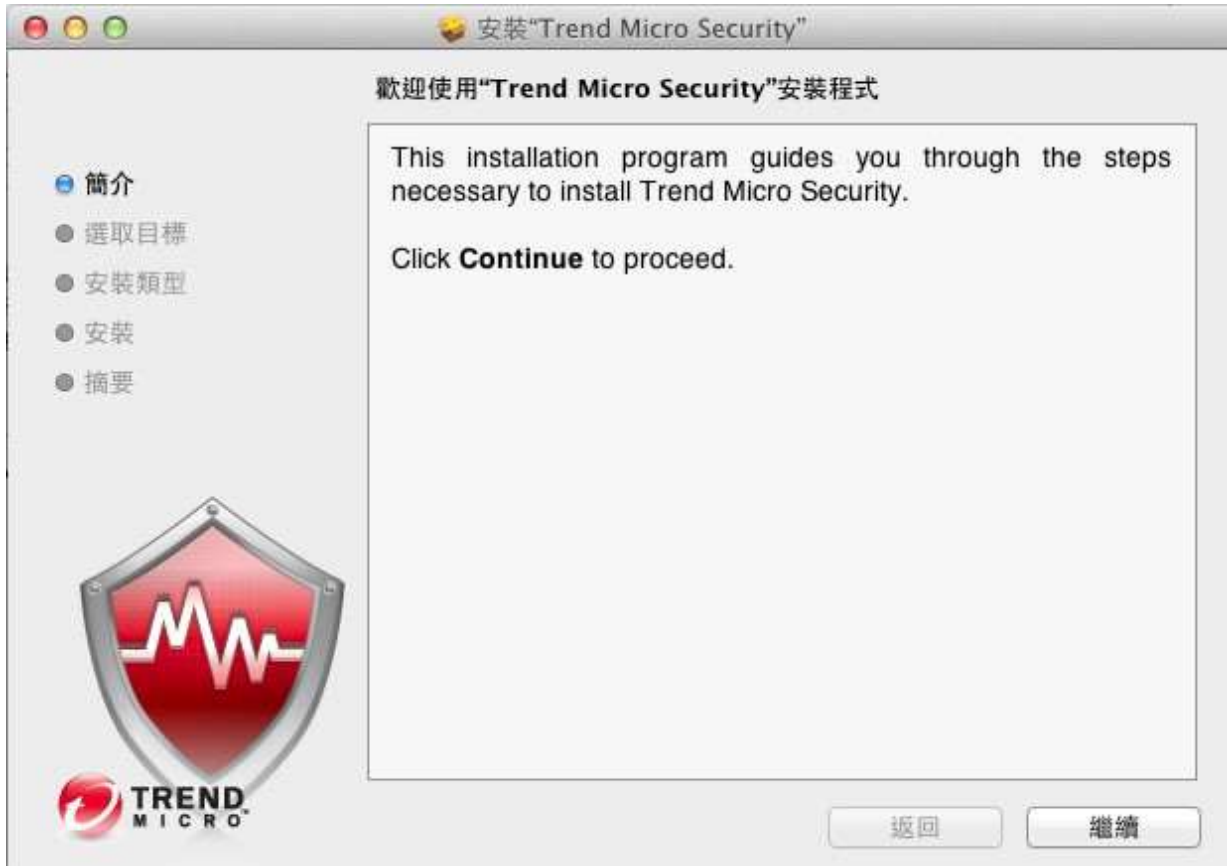 安裝“Trend Micro Security”
歡迎使用“Trend Micro Security”安裝程式
簡介
選取目標
安裝類型
安裝
摘要
This installation program guides you through the steps
necessary to install Trend Micro Security.
Click Continue to proceed.
TREND
MICRO
返回
繼續